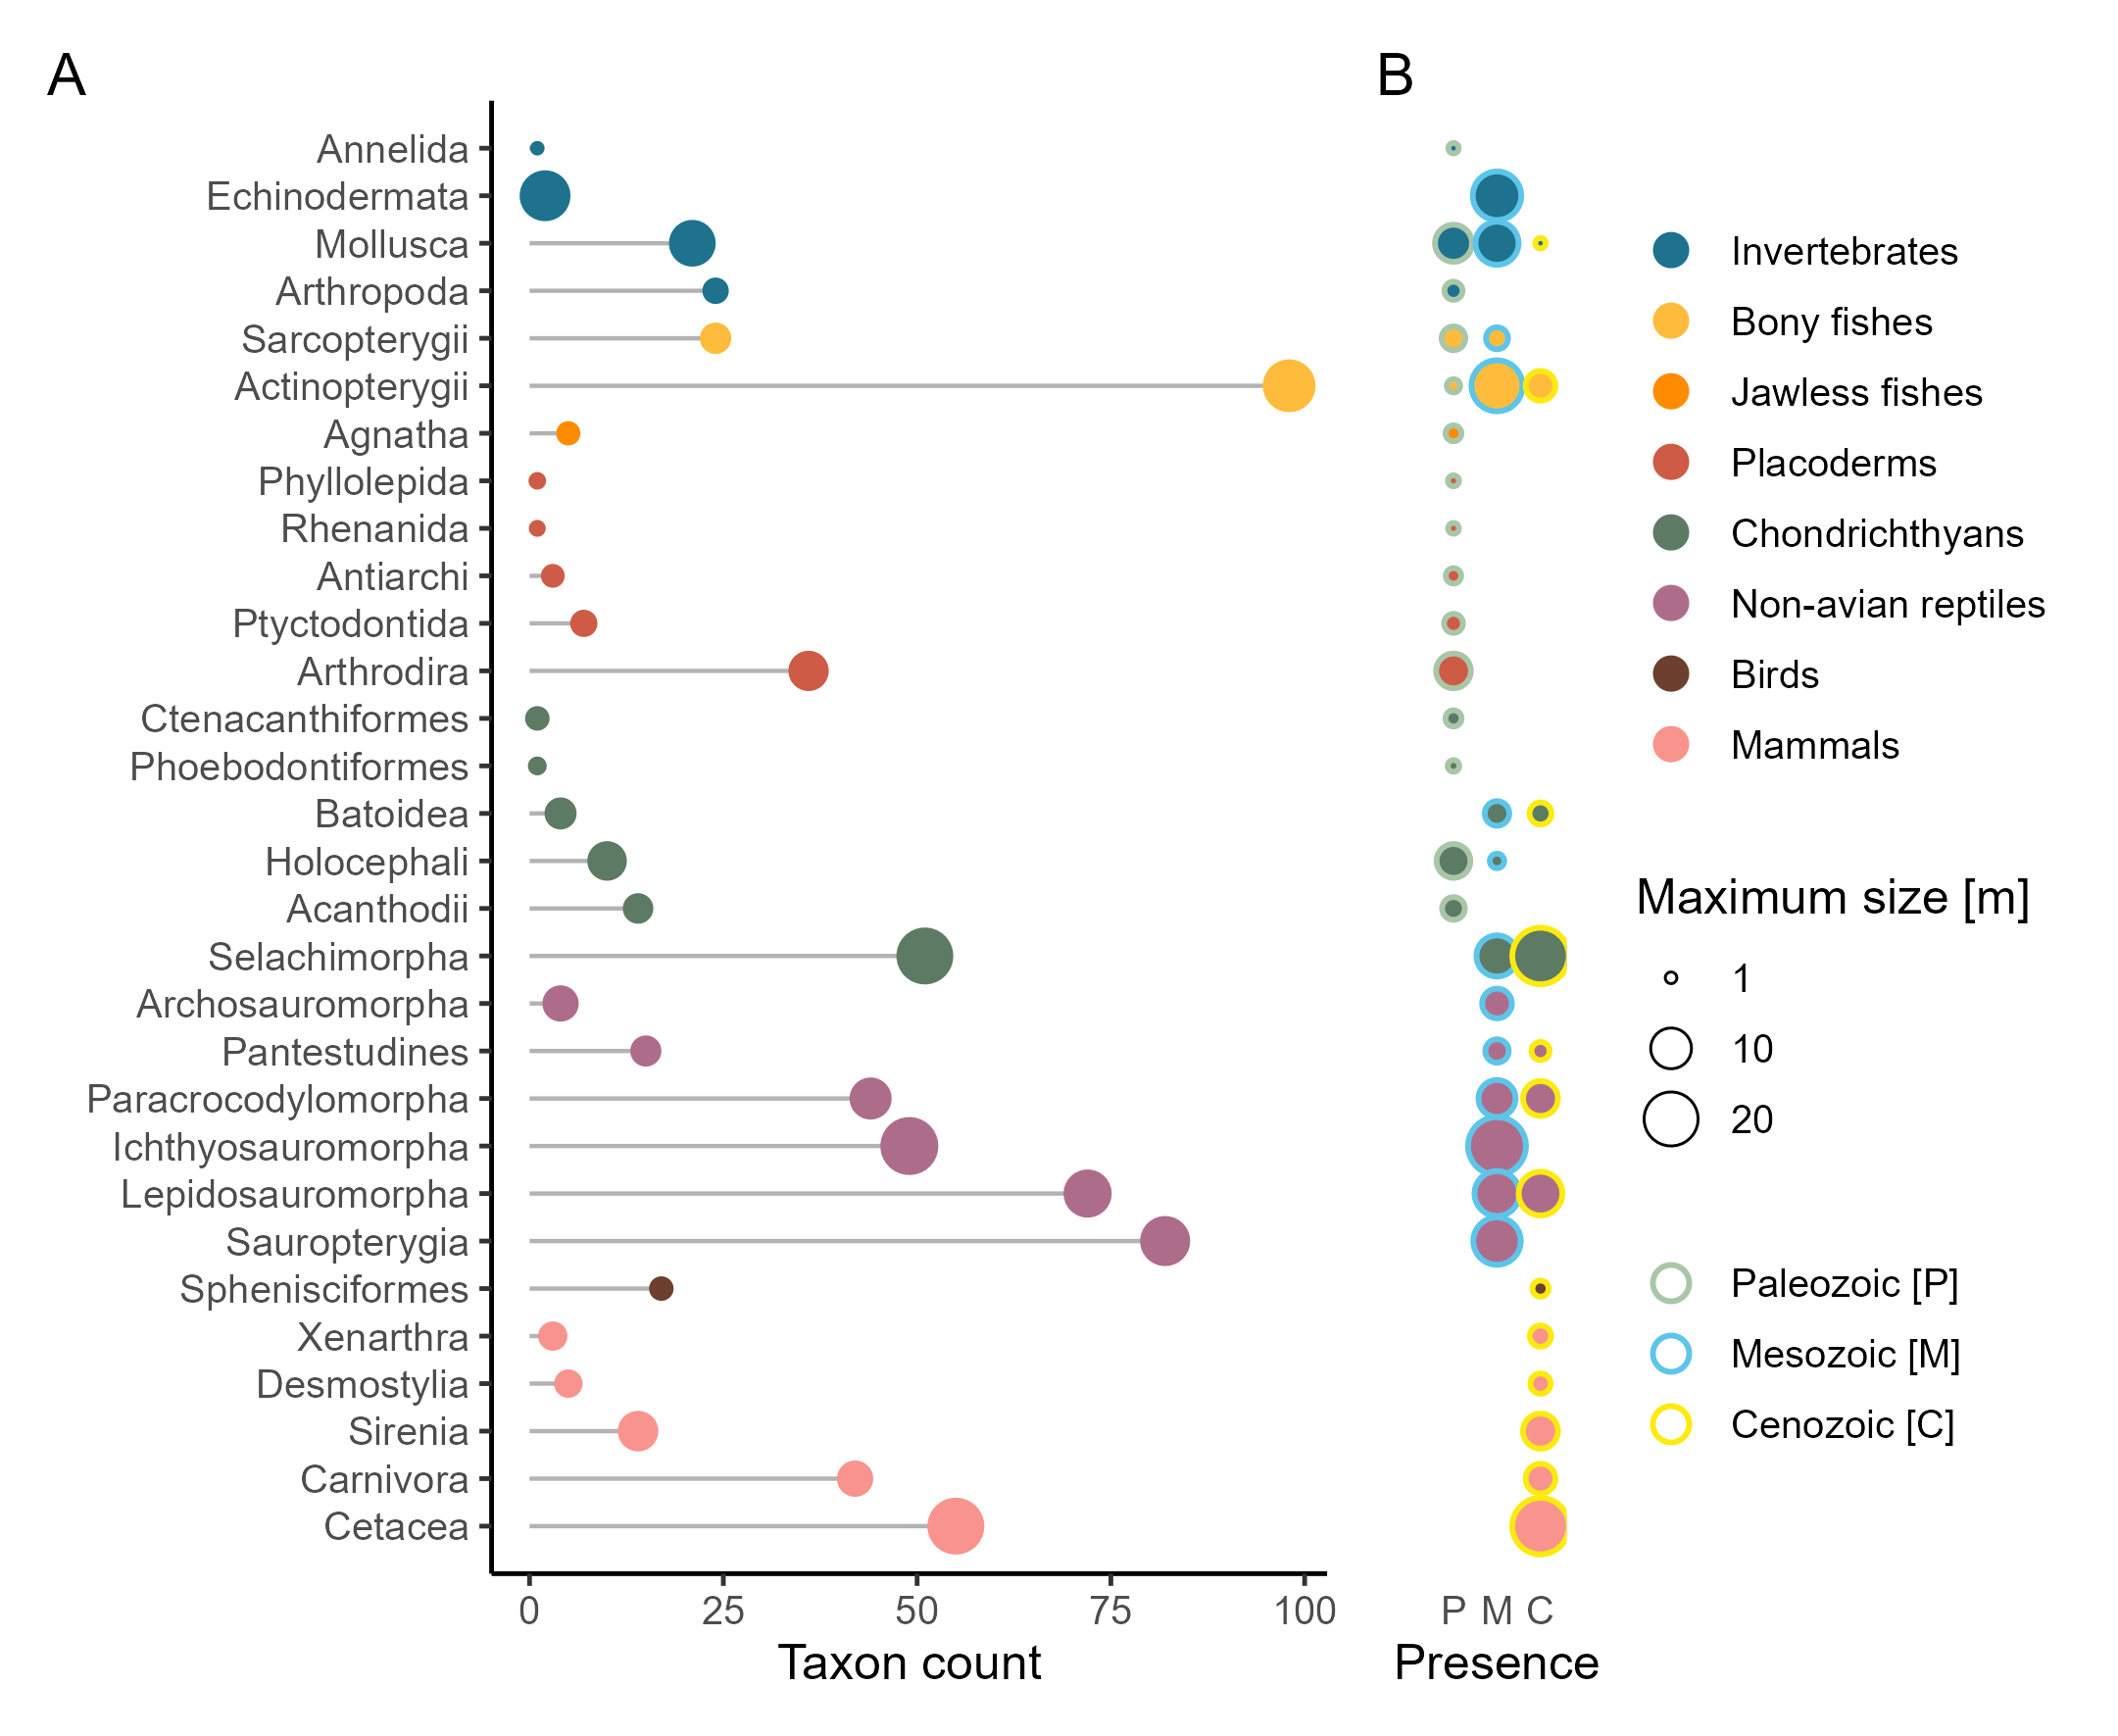 A
B
Annelida
Echinodermata
Mollusca
Arthropoda
Sarcopterygii
Actinopterygii
Agnatha
Phyllolepida
Rhenanida
Antiarchi
Ptyctodontida
Arthrodira
Ctenacanthiformes
Phoebodontiformes
Batoidea
Holocephali
Acanthodii
Selachimorpha
Archosauromorpha
Pantestudines
Paracrocodylomorpha
Ichthyosauromorpha
Lepidosauromorpha
Sauropterygia
Sphenisciformes
Xenarthra
Desmostylia
Sirenia
Carnivora
Cetacea
0 25 50 75 100
Taxon count
P M C
Presence
Invertebrates
Bony fishes
Jawless fishes
Placoderms
Chondrichthyans
Non-avian reptiles
Birds
Mammals
Maximum size [m]
1
10
20
Paleozoic [P]
Mesozoic [M]
Cenozoic [C]